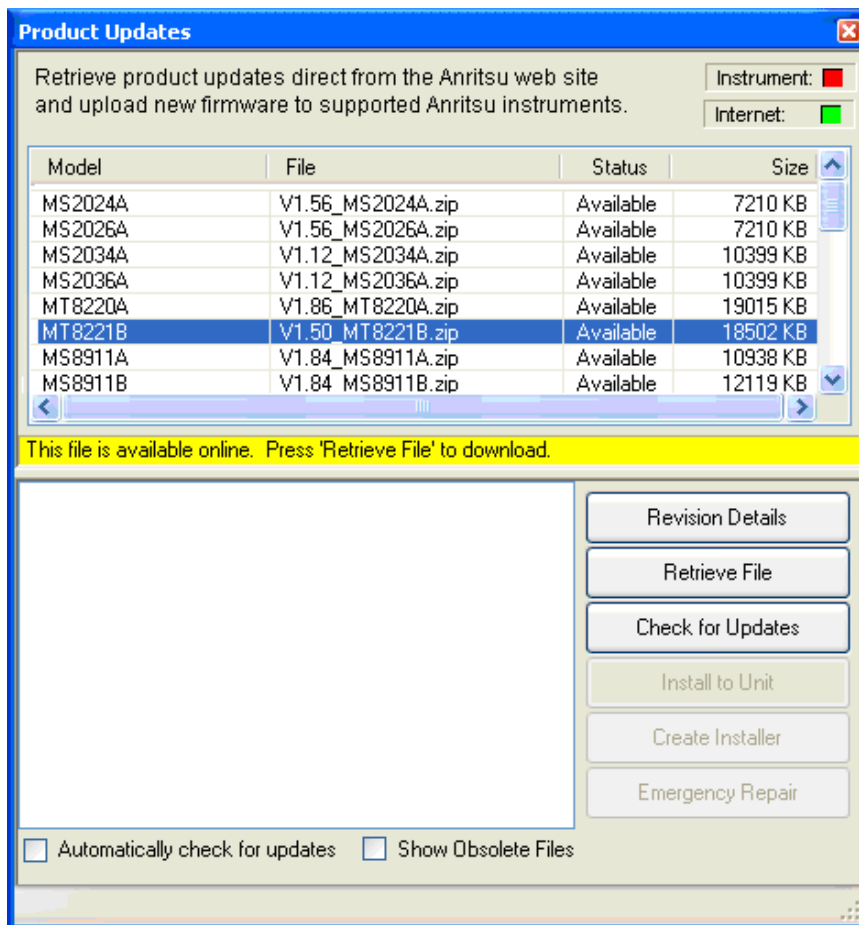 Product Updates
Retrieve product updates direct from the Anritsu web site
and upload new firmware to supported Anritsu instruments.
Instrument:
Internet:
Model File Status Size
MS2024A V1.56_MS2024A.zip Available 7210 KB
MS2026A V1.56_MS2026A.zip Available 7210 KB
MS2034A V1.12_MS2034A.zip Available 10399 KB
MS2036A V1.12_MS2036A.zip Available 10399 KB
MT8220A V1.86_MT8220A.zip Available 19015 KB
MT8221B V1.50_MT8221B.zip Available 18502 KB
MS8911A V1.84_MS8911A.zip Available 10938 KB
MS8911B V1.84_MS8911B.zip Available 12119 KB
This file is available online. Press 'Retrieve File' to download.
Revision Details
Retrieve File
Check for Updates
Install to Unit
Create Installer
Emergency Repair
Automatically check for updates Show Obsolete Files